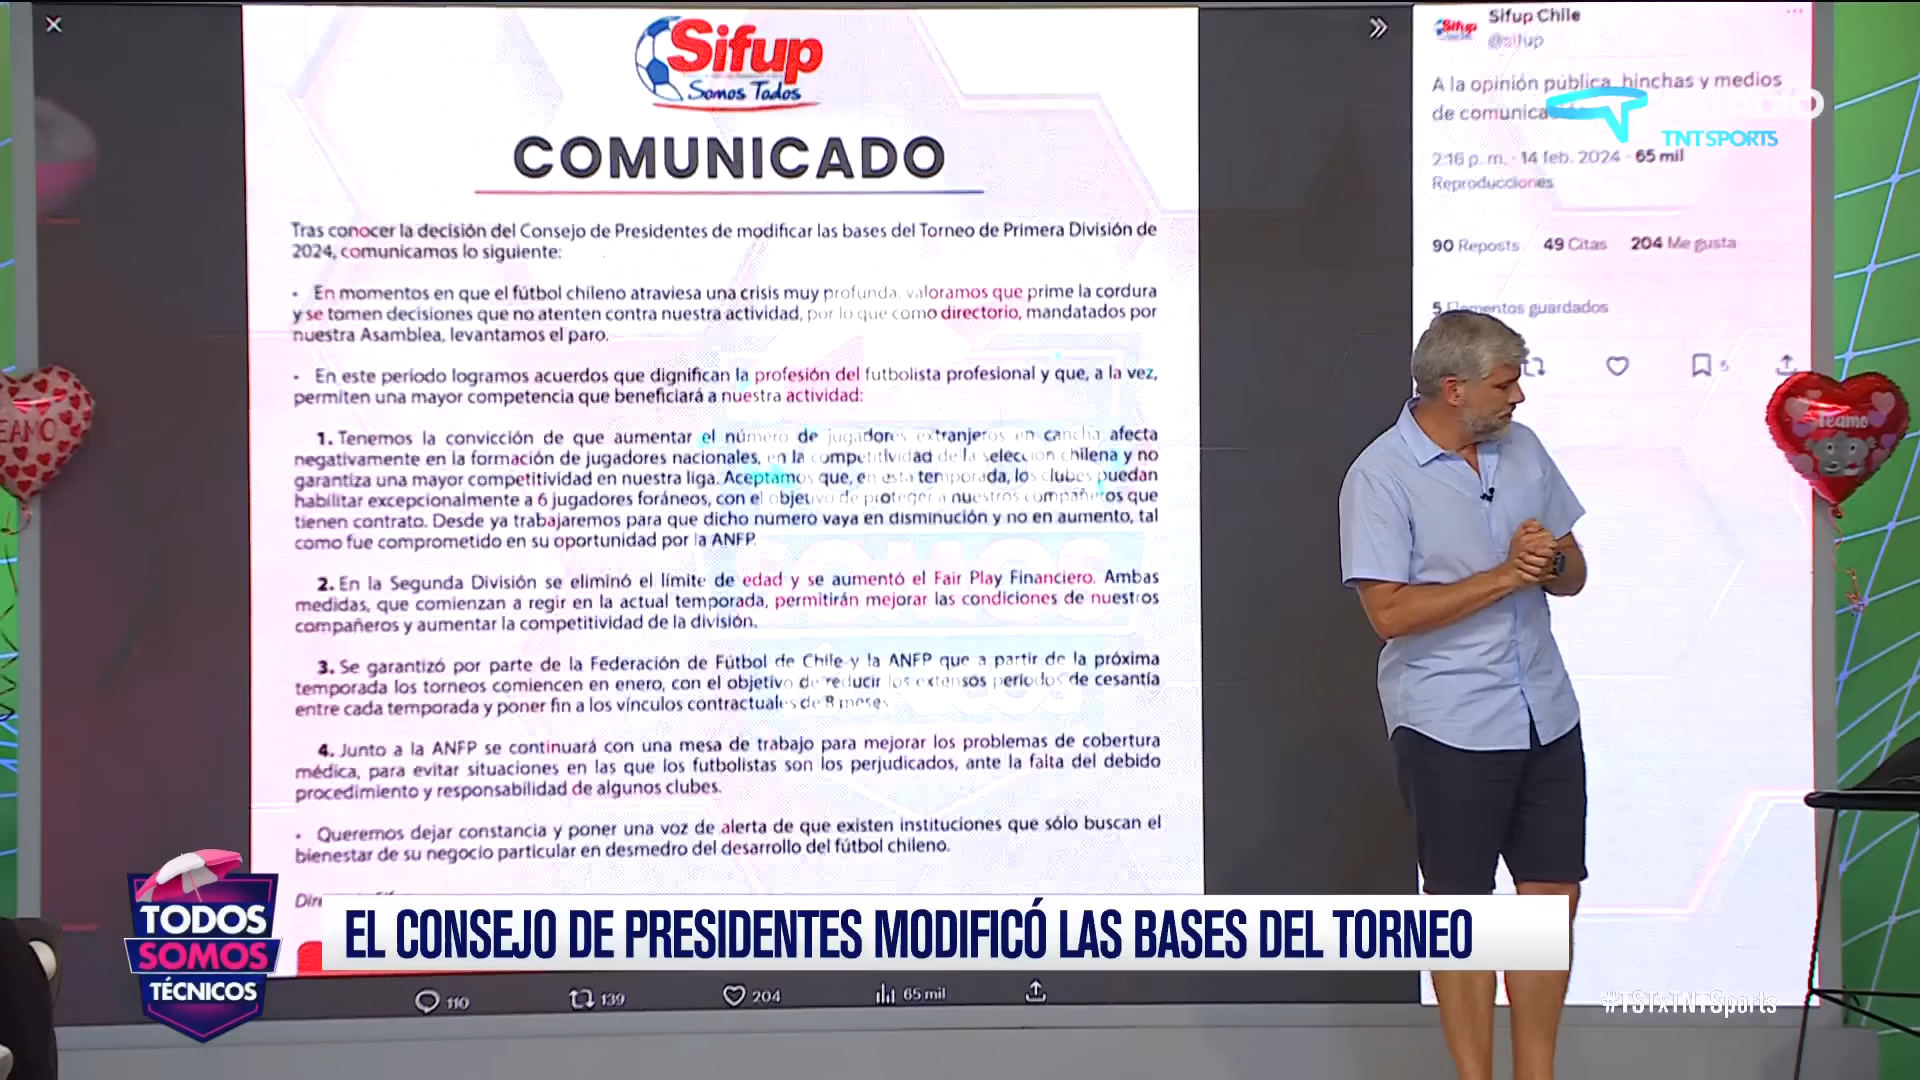 Sifup
Somos Todos
COMUNICADO
Tras conocer la decisión del Consejo de Presidentes de modificar las bases del Torneo de Primera División de
2024, comunicamos lo siguiente:
• En momentos en que el fútbol chileno atraviesa una crisis muy profunda, valoramos que prime la cordura
y se tomen decisiones que no atenten contra nuestra actividad, por lo que como directorio, mandatados por
nuestra Asamblea, levantamos el paro.
• En este período logramos acuerdos que dignifican la profesión del futbolista profesional y que, a la vez,
permiten una mayor competencia que beneficiará a nuestra actividad:
1. Tenemos la convicción de que aumentar el número de jugadores extranjeros en cancha afecta
negativamente en la formación de jugadores nacionales, en la competitividad de la selección chilena y no
garantiza una mayor competitividad en nuestra liga. Aceptamos que, en esta temporada, los clubes puedan
habilitar excepcionalmente a 6 jugadores foráneos, con el objetivo de proteger a nuestros compañeros que
tienen contrato. Desde ya trabajaremos para que dicho numero vaya en disminución y no en aumento, tal
como fue comprometido en su oportunidad por la ANFP.
2. En la Segunda División se eliminó el límite de edad y se aumentó el Fair Play Financiero. Ambas
medidas, que comienzan a regir en la actual temporada, permitirán mejorar las condiciones de nuestros
compañeros y aumentar la competitividad de la división.
3. Se garantizó por parte de la Federación de Fútbol de Chile y la ANFP que a partir de la próxima
temporada los torneos comiencen en enero, con el objetivo de reducir los extensos períodos de cesantía
entre cada temporada y poner fin a los vínculos contractuales de 8 meses.
4. Junto a la ANFP se continuará con una mesa de trabajo para mejorar los problemas de cobertura
médica, para evitar situaciones en las que los futbolistas son los perjudicados, ante la falta del debido
procedimiento y responsabilidad de algunos clubes.
• Queremos dejar constancia y poner una voz de alerta de que existen instituciones que sólo buscan el
bienestar de su negocio particular en desmedro del desarrollo del fútbol chileno.
110 139 204 65 mil
Sifup Chile
@sifup
A la opinión pública, hinchas y medios
de comunica
TNT SPORTS
2:16 p. m. · 14 feb. 2024 · 65 mil
Reproducciones
90 Reposts 49 Citas 204 Me gusta
5 Elementos guardados
5
EAMO
Teamo
TODOS
SOMOS
TÉCNICOS
EL CONSEJO DE PRESIDENTES MODIFICÓ LAS BASES DEL TORNEO
#TSTxTNTSports